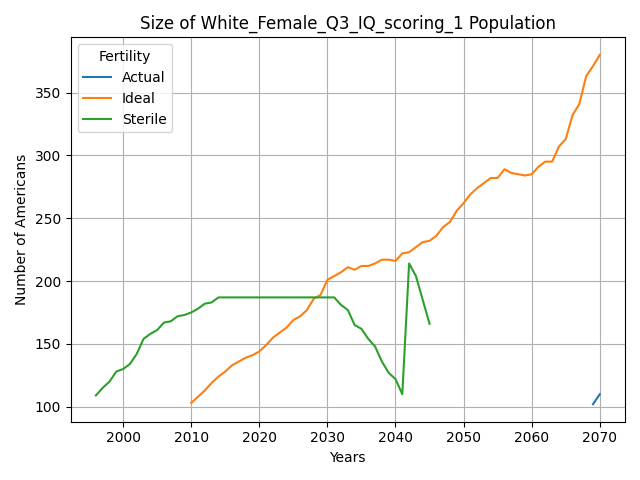 Size of White_Female_Q3_IQ_scoring_1 Population
Fertility
Actual
Ideal
Sterile
Number of Americans
350
300
250
200
150
100
2000 2010 2020 2030 2040 2050 2060 2070
Years